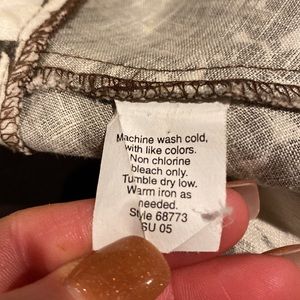 Machine wash cold,
with like colors.
Non chlorine
bleach only.
Tumble dry low.
Warm iron as
needed.
Style 68773
SU 05